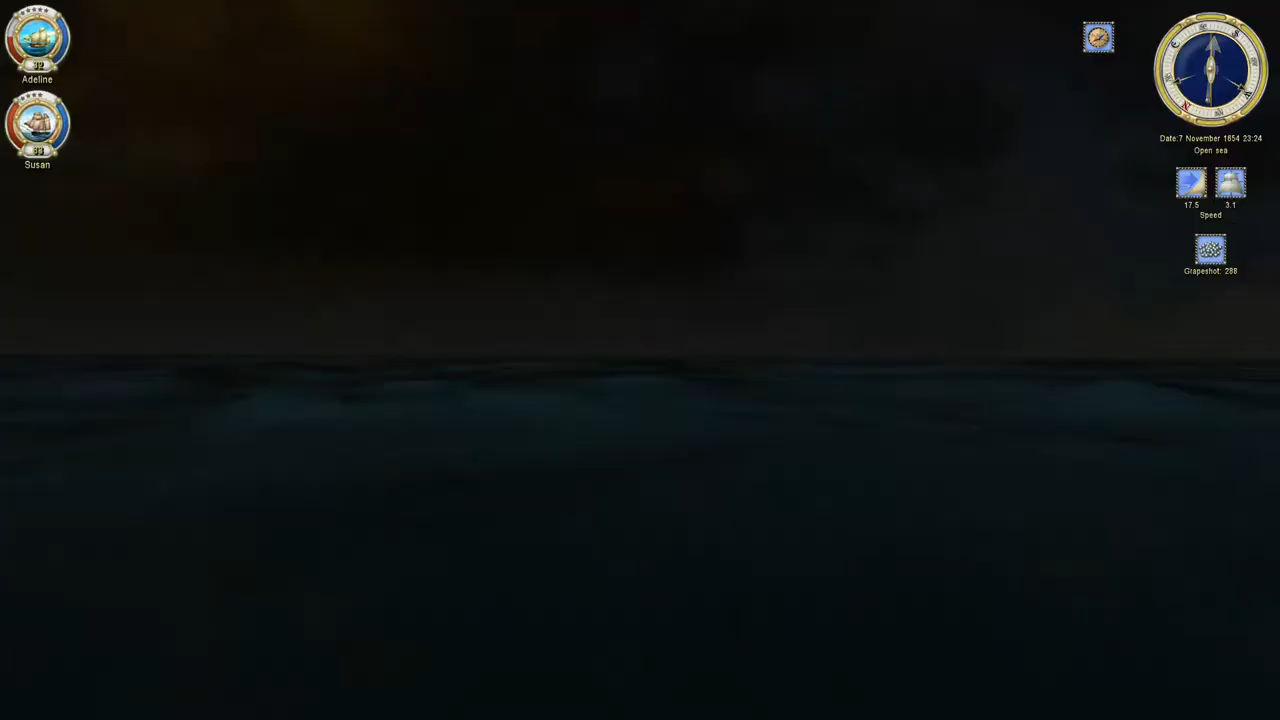 32
Adeline
33
Susan
Date:7 November 1654 23:24
Open sea
17.5 3.1
Speed
Grapeshot: 288